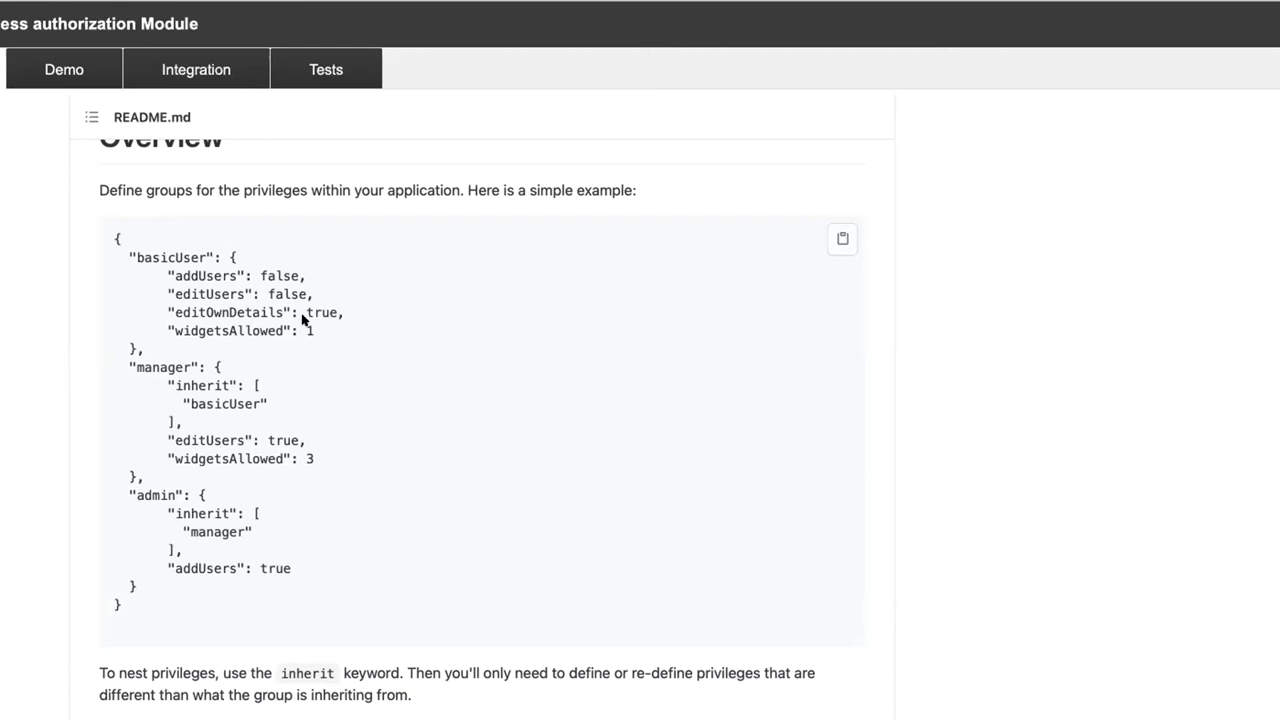 ess authorization Module
Demo Integration Tests
README.md
Overview
Define groups for the privileges within your application. Here is a simple example:
{
"basicUser": {
"addUsers": false,
"editUsers": false,
"editOwnDetails": true,
"widgetsAllowed": 1
},
"manager": {
"inherit": [
"basicUser"
],
"editUsers": true,
"widgetsAllowed": 3
},
"admin": {
"inherit": [
"manager"
],
"addUsers": true
}
}
To nest privileges, use the inherit keyword. Then you'll only need to define or re-define privileges that are
different than what the group is inheriting from.